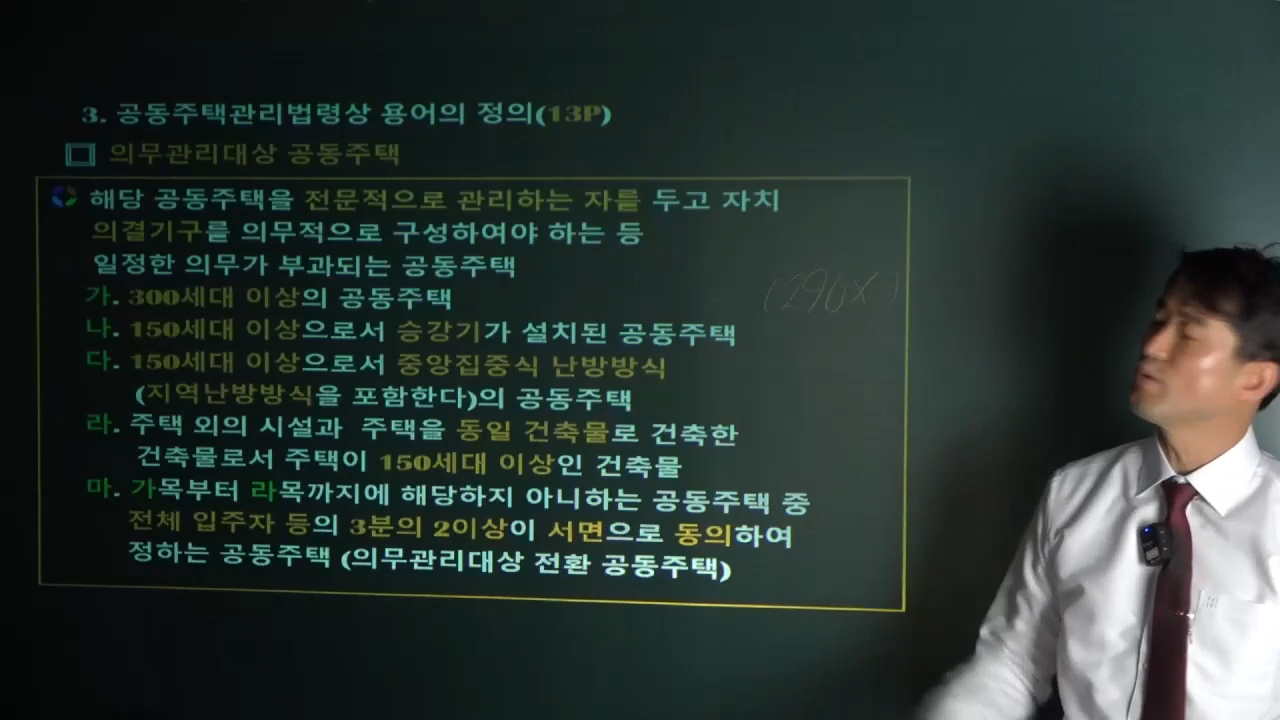 3. 공동주택관리법령상 용어의 정의(13P)
의무관리대상 공동주택
해당 공동주택을 전문적으로 관리하는 자를 두고 자치
의결기구를 의무적으로 구성하여야 하는 등
일정한 의무가 부과되는 공동주택
가. 300세대 이상의 공동주택
(290X)
나. 150세대 이상으로서 승강기가 설치된 공동주택
다. 150세대 이상으로서 중앙집중식 난방방식
(지역난방방식을 포함한다)의 공동주택
라. 주택 외의 시설과 주택을 동일 건축물로 건축한
건축물로서 주택이 150세대 이상인 건축물
마. 가목부터 라목까지에 해당하지 아니하는 공동주택 중
전체 입주자 등의 3분의 2이상이 서면으로 동의하여
정하는 공동주택 (의무관리대상 전환 공동주택)